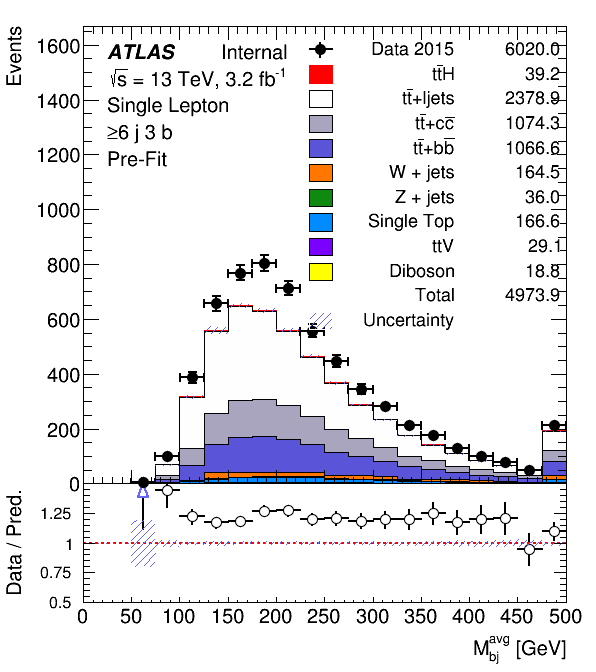 Events
1600
1400
1200
1000
800
600
400
200
0
ATLAS Internal
√s = 13 TeV, 3.2 fb-1
Single Lepton
≥6 j 3 b
Pre-Fit
Data 2015 6020.0
tt̄H 39.2
tt̄+ljets 2378.9
tt̄+cc̄ 1074.3
tt̄+bb̄ 1066.6
W + jets 164.5
Z + jets 36.0
Single Top 166.6
ttV 29.1
Diboson 18.8
Total 4973.9
Uncertainty
Data / Pred.
1.25
1
0.75
0.5
0 50 100 150 200 250 300 350 400 450 500
M_bj^avg [GeV]